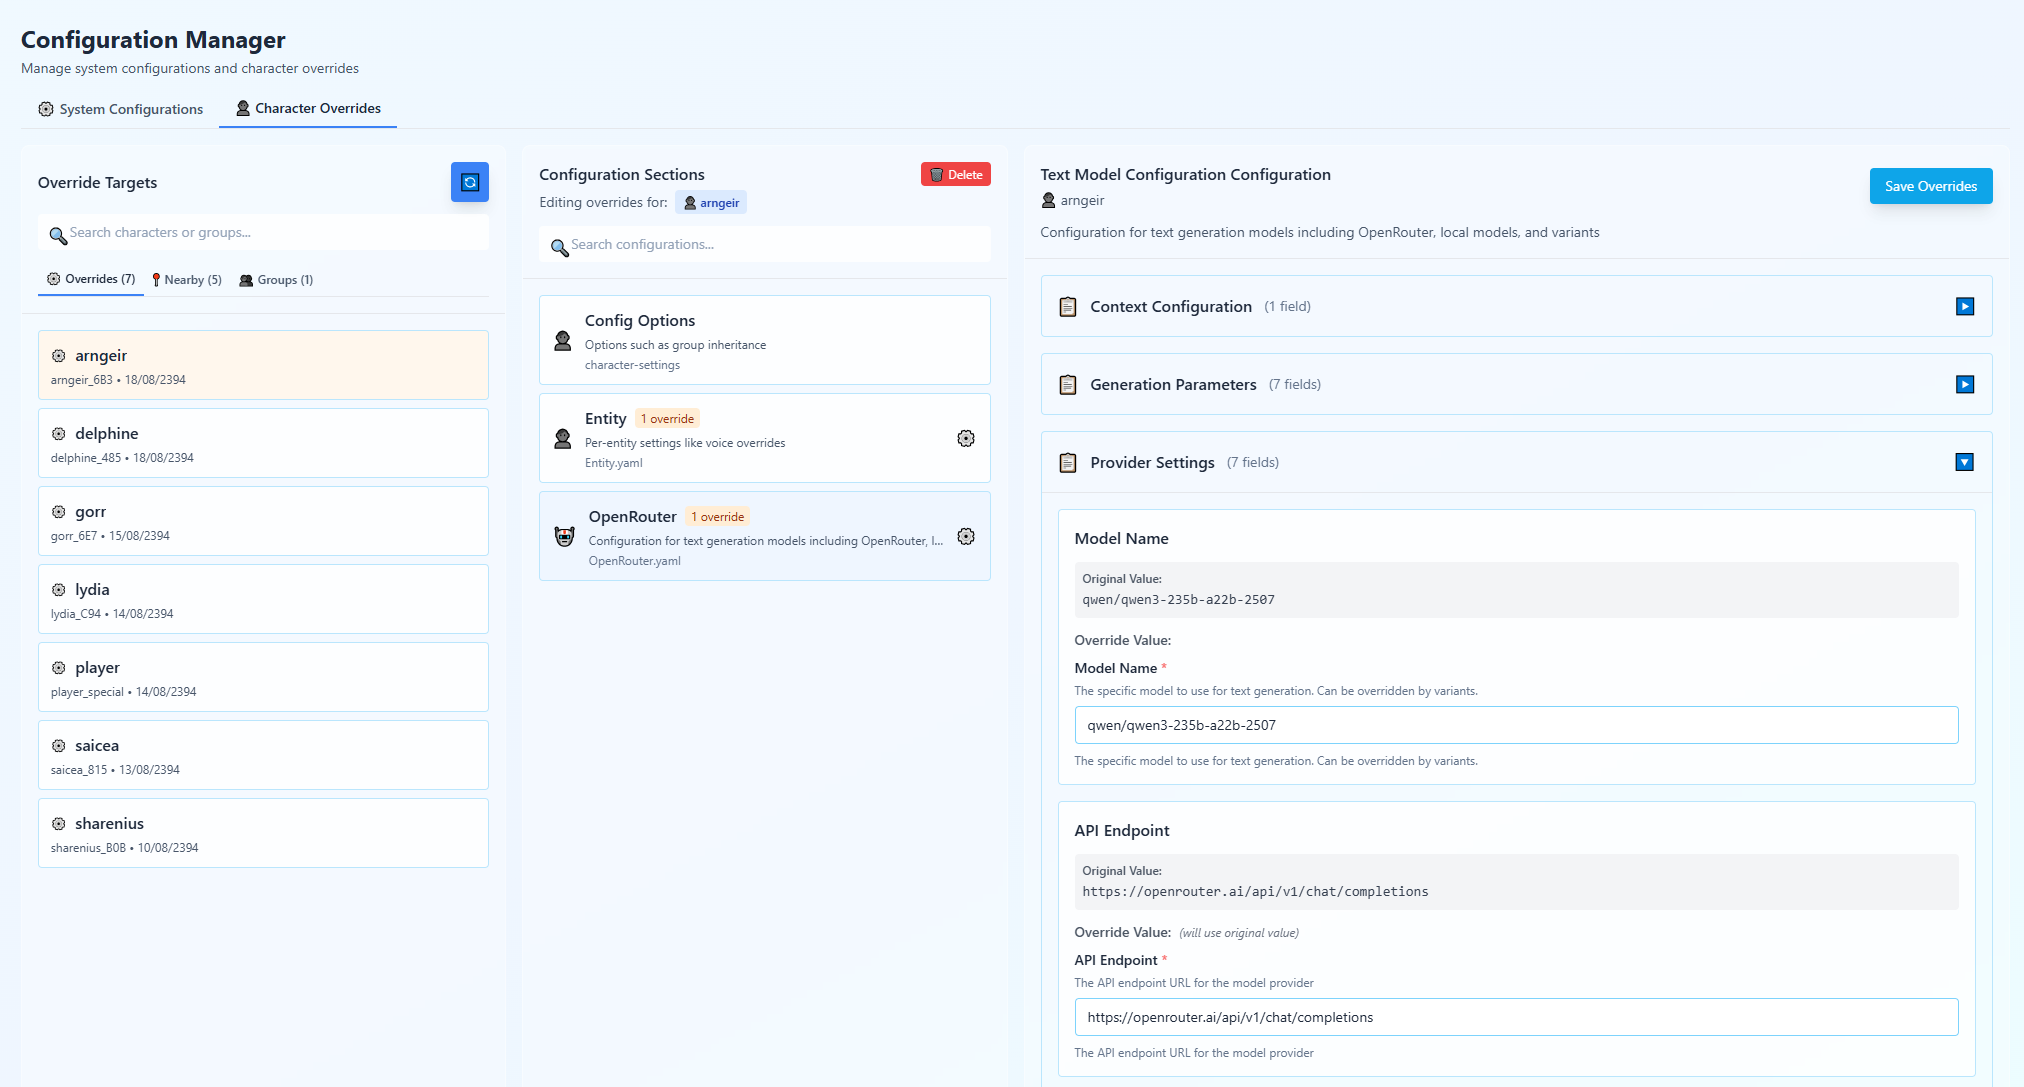 Configuration Manager
Manage system configurations and character overrides
System Configurations
Character Overrides
Override Targets
Search characters or groups...
Overrides (7)
Nearby (5)
Groups (1)
arngeir
arngeir_6B3 • 18/08/2394
delphine
delphine_485 • 18/08/2394
gorr
gorr_6E7 • 15/08/2394
lydia
lydia_C94 • 14/08/2394
player
player_special • 14/08/2394
saicea
saicea_815 • 13/08/2394
sharenius
sharenius_B0B • 10/08/2394
Configuration Sections
Delete
Editing overrides for: arngeir
Search configurations...
Config Options
Options such as group inheritance
character-settings
Entity 1 override
Per-entity settings like voice overrides
Entity.yaml
OpenRouter 1 override
Configuration for text generation models including OpenRouter, l...
OpenRouter.yaml
Text Model Configuration Configuration
arngeir
Save Overrides
Configuration for text generation models including OpenRouter, local models, and variants
Context Configuration (1 field)
Generation Parameters (7 fields)
Provider Settings (7 fields)
Model Name
Original Value:
qwen/qwen3-235b-a22b-2507
Override Value:
Model Name *
The specific model to use for text generation. Can be overridden by variants.
qwen/qwen3-235b-a22b-2507
The specific model to use for text generation. Can be overridden by variants.
API Endpoint
Original Value:
https://openrouter.ai/api/v1/chat/completions
Override Value: (will use original value)
API Endpoint *
The API endpoint URL for the model provider
https://openrouter.ai/api/v1/chat/completions
The API endpoint URL for the model provider